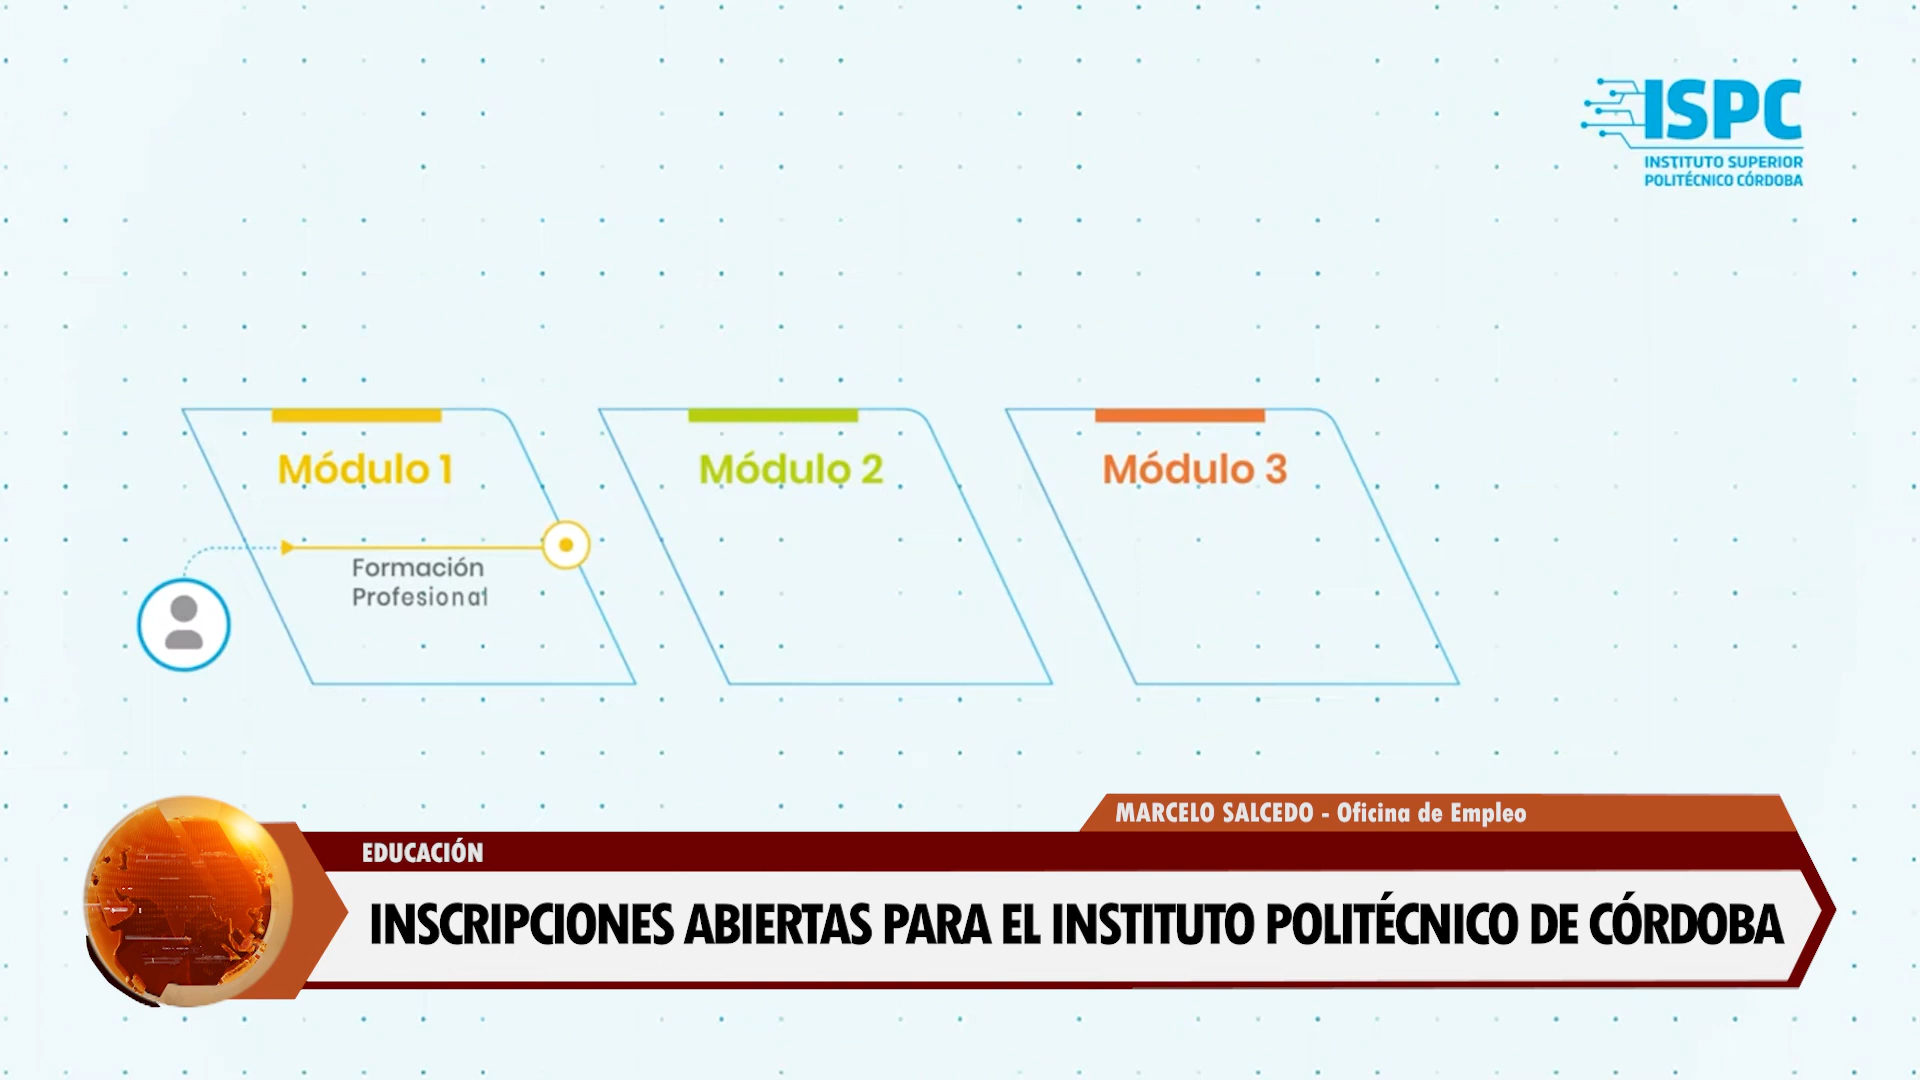 ISPC
INSTITUTO SUPERIOR
POLITÉCNICO CÓRDOBA
Módulo 1
Módulo 2
Módulo 3
Formación
Profesional
MARCELO SALCEDO - Oficina de Empleo
EDUCACIÓN
INSCRIPCIONES ABIERTAS PARA EL INSTITUTO POLITÉCNICO DE CÓRDOBA